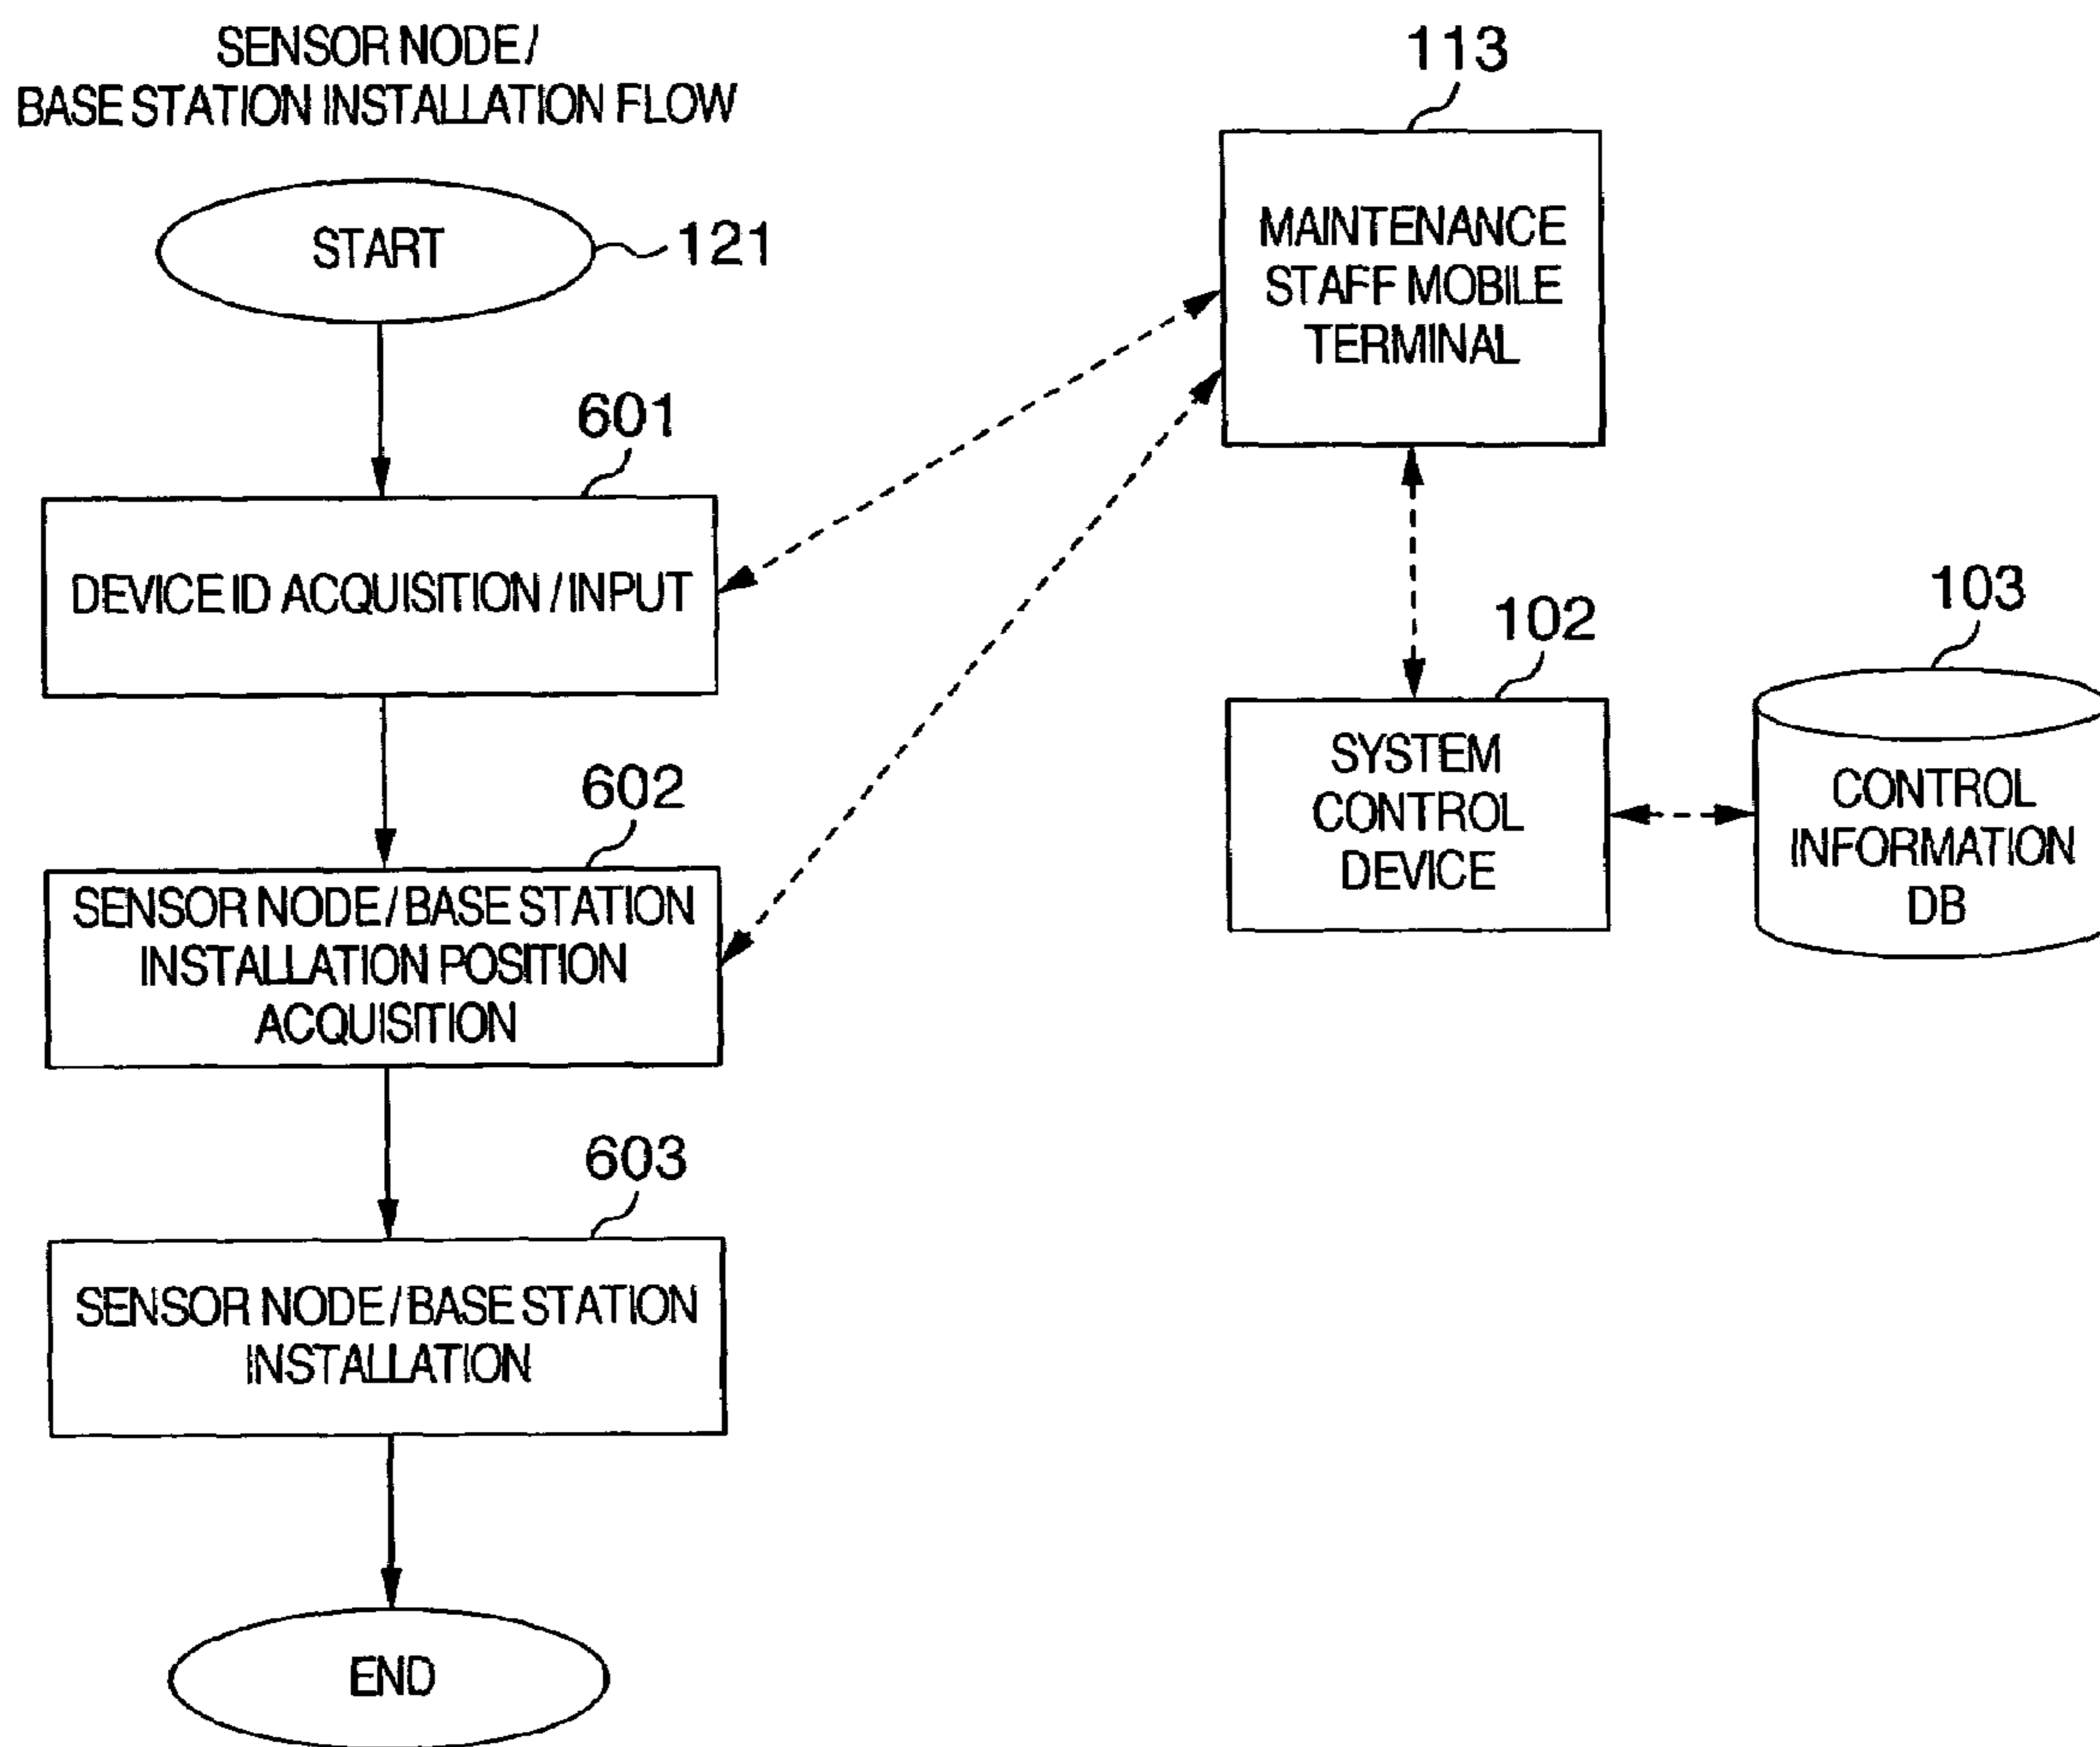 SENSOR NODE /
BASE STATION INSTALLATION FLOW
START
121
601
DEVICE ID ACQUISITION / INPUT
602
SENSOR NODE / BASE STATION
INSTALLATION POSITION
ACQUISITION
603
SENSOR NODE / BASE STATION
INSTALLATION
END
113
MAINTENANCE
STAFF MOBILE
TERMINAL
102
SYSTEM
CONTROL
DEVICE
103
CONTROL
INFORMATION
DB